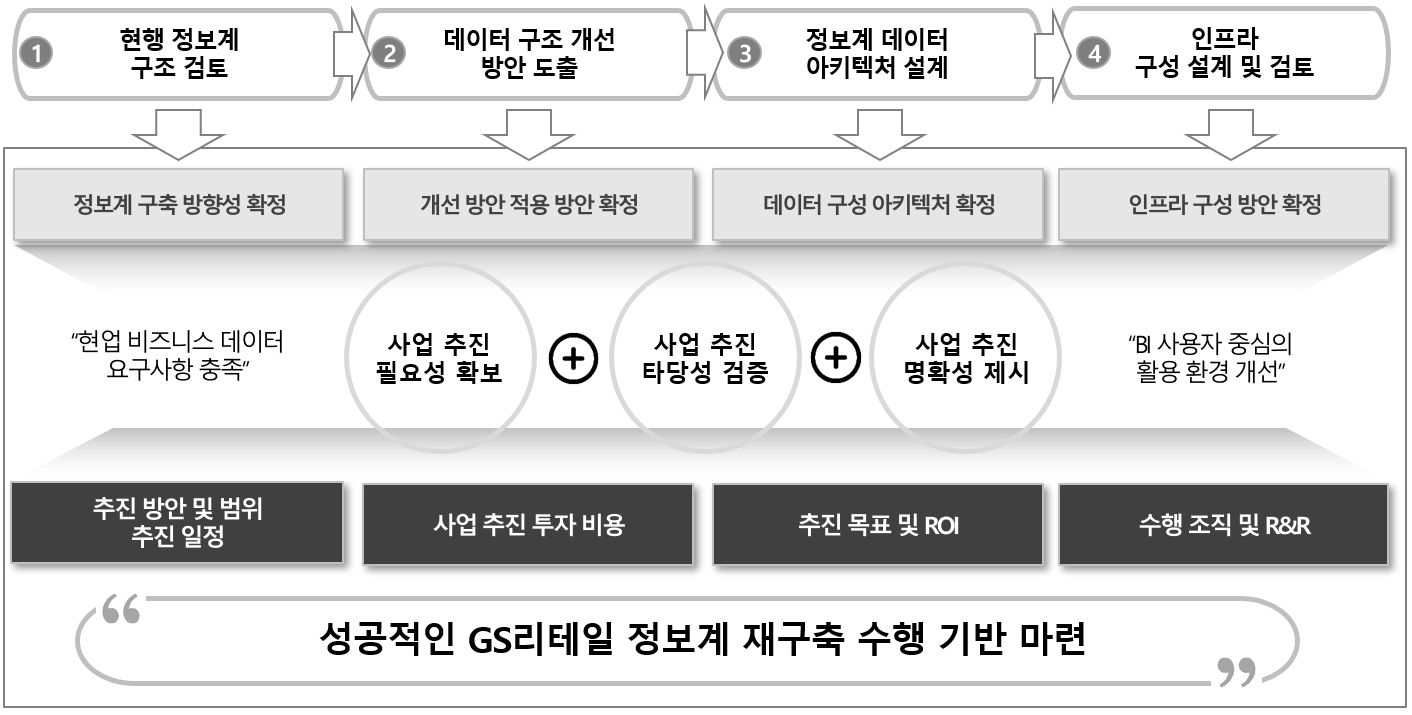 1
현행 정보계
구조 검토
2
데이터 구조 개선
방안 도출
3
정보계 데이터
아키텍처 설계
4
인프라
구성 설계 및 검토
정보계 구축 방향성 확정
개선 방안 적용 방안 확정
데이터 구성 아키텍처 확정
인프라 구성 방안 확정
“현업 비즈니스 데이터
요구사항 충족”
사업 추진
필요성 확보
+
사업 추진
타당성 검증
+
사업 추진
명확성 제시
“BI 사용자 중심의
활용 환경 개선”
추진 방안 및 범위
추진 일정
사업 추진 투자 비용
추진 목표 및 ROI
수행 조직 및 R&R
“성공적인 GS리테일 정보계 재구축 수행 기반 마련”